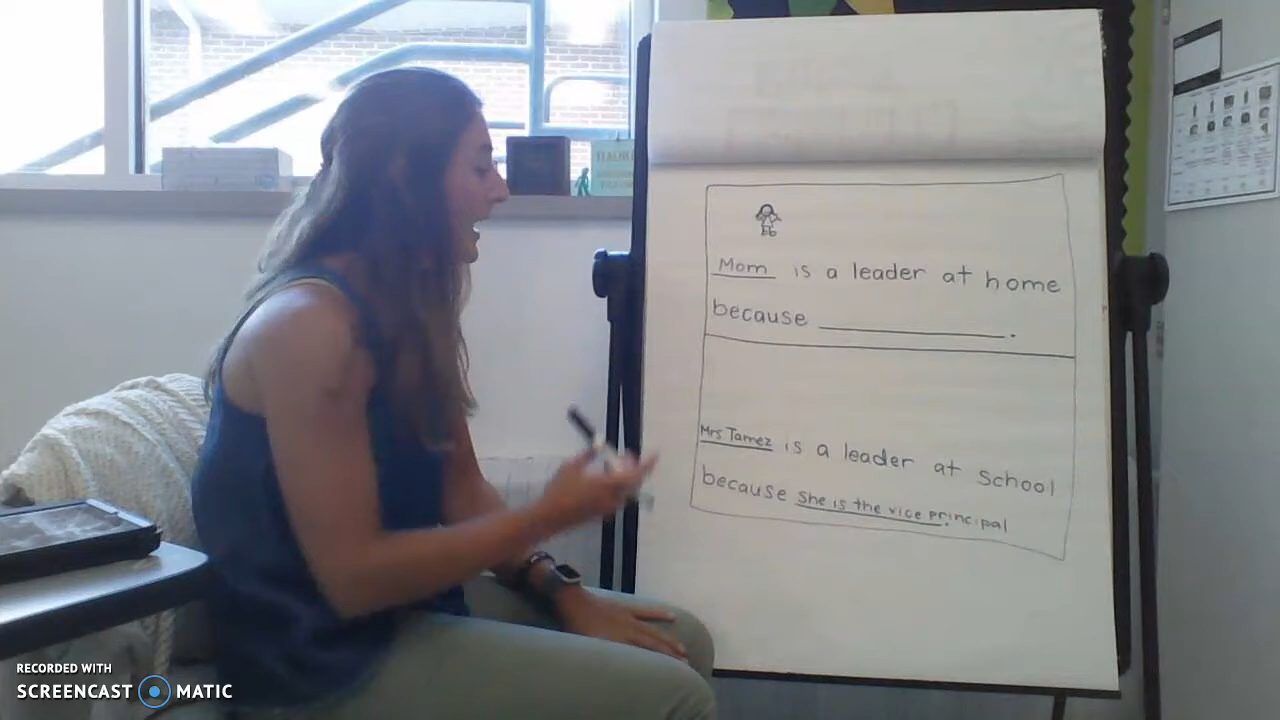 Mom is a leader at home
because ____________.
Mrs Tamez is a leader at school
because She is the vice principal.
RECORDED WITH
SCREENCAST MATIC